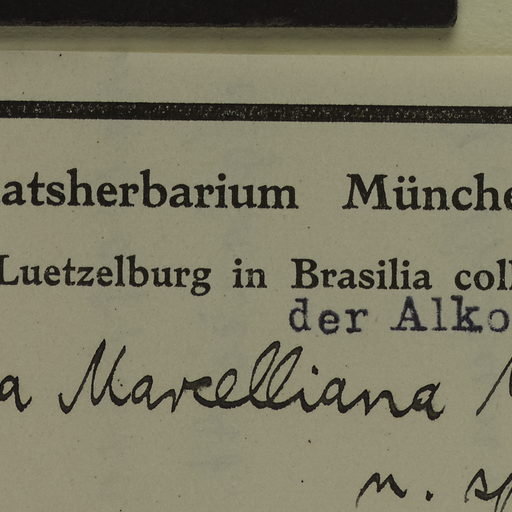 atsherbarium Münche
Luetzelburg in Brasilia coll
der Alko
a Marcelliana
n. sp